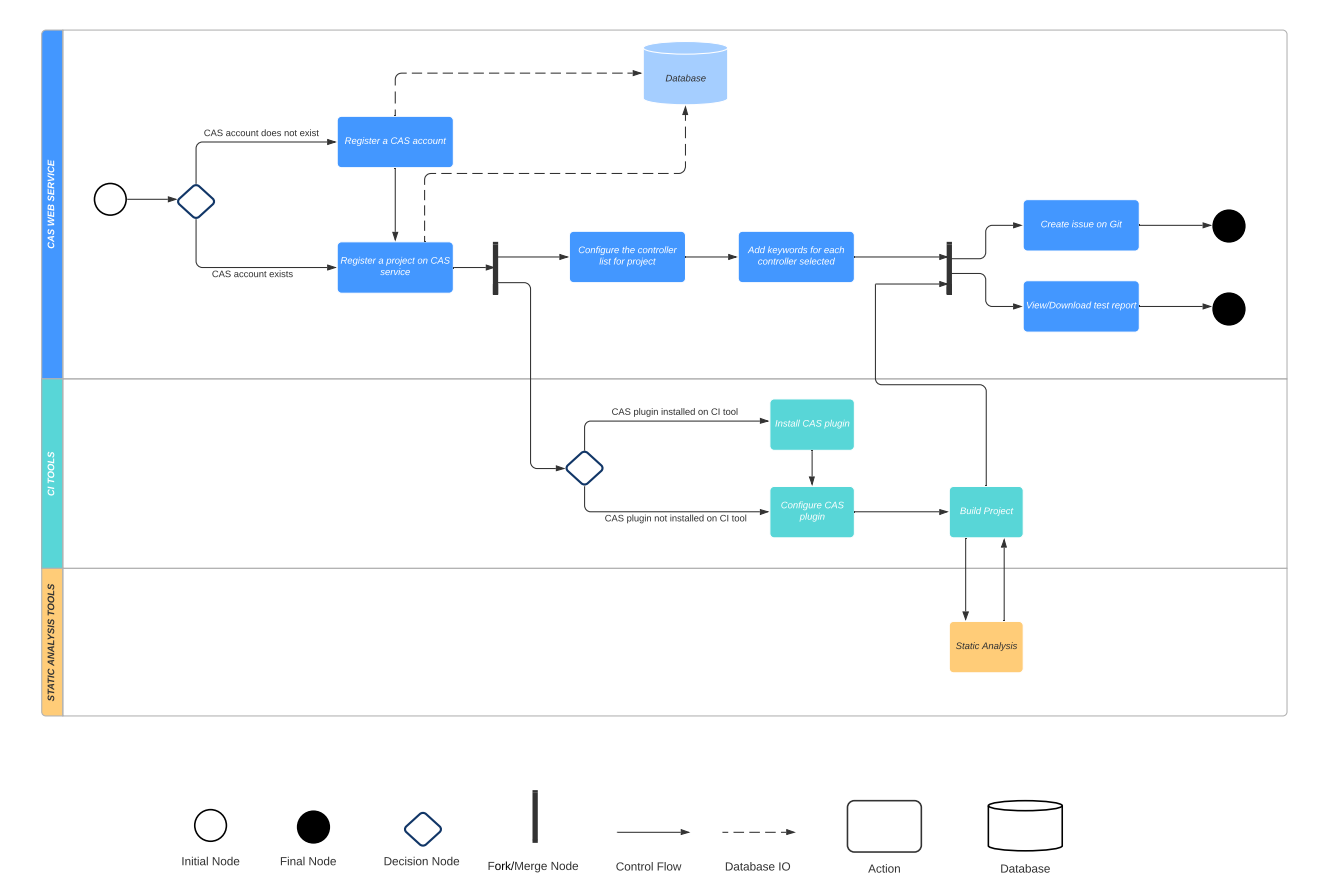 CAS WEB SERVICE
Database
CAS account does not exist
Register a CAS account
CAS account exists
Register a project on CAS
service
Configure the controller
list for project
Add keywords for each
controller selected
Create issue on Git
View/Download test report
CI TOOLS
CAS plugin installed on CI tool
Install CAS plugin
CAS plugin not installed on CI tool
Configure CAS
plugin
Build Project
STATIC ANALYSIS TOOLS
Static Analysis
Initial Node
Final Node
Decision Node
Fork/Merge Node
Control Flow
Database IO
Action
Database